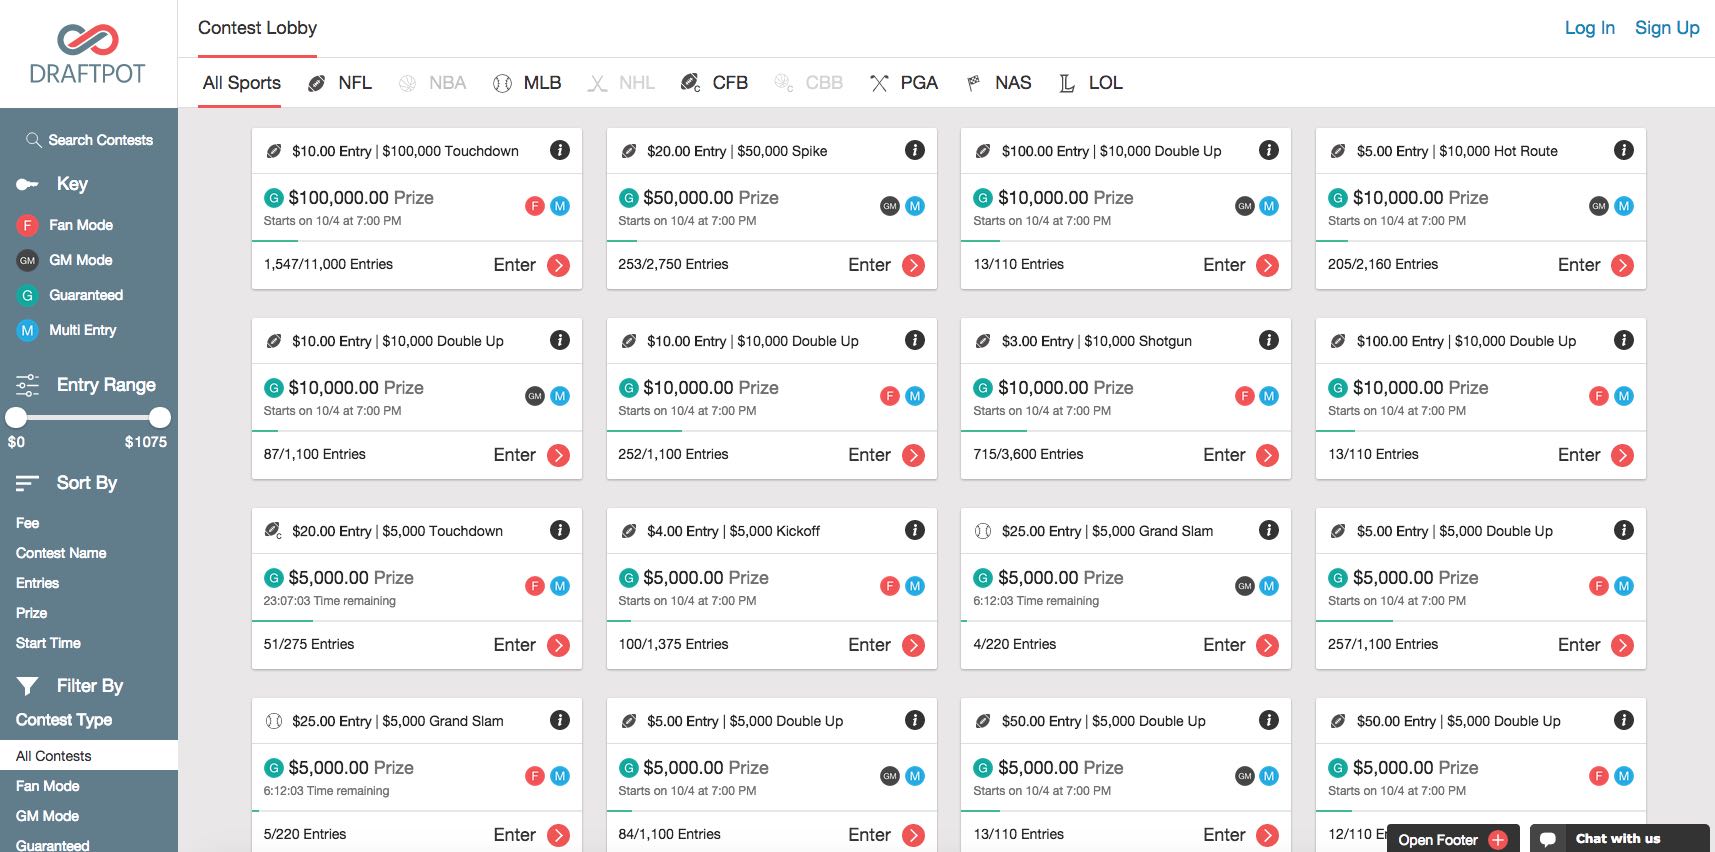 DRAFTPOT
Search Contests
Key
F Fan Mode
GM GM Mode
G Guaranteed
M Multi Entry
Entry Range
$0 $1075
Sort By
Fee
Contest Name
Entries
Prize
Start Time
Filter By
Contest Type
All Contests
Fan Mode
GM Mode
Guaranteed
Contest Lobby
Log In Sign Up
All Sports NFL NBA MLB NHL CFB CBB PGA NAS LOL
$10.00 Entry | $100,000 Touchdown
G $100,000.00 Prize
F M
Starts on 10/4 at 7:00 PM
1,547/11,000 Entries
Enter
$20.00 Entry | $50,000 Spike
G $50,000.00 Prize
GM M
Starts on 10/4 at 7:00 PM
253/2,750 Entries
Enter
$100.00 Entry | $10,000 Double Up
G $10,000.00 Prize
GM M
Starts on 10/4 at 7:00 PM
13/110 Entries
Enter
$5.00 Entry | $10,000 Hot Route
G $10,000.00 Prize
GM M
Starts on 10/4 at 7:00 PM
205/2,160 Entries
Enter
$10.00 Entry | $10,000 Double Up
G $10,000.00 Prize
GM M
Starts on 10/4 at 7:00 PM
87/1,100 Entries
Enter
$10.00 Entry | $10,000 Double Up
G $10,000.00 Prize
F M
Starts on 10/4 at 7:00 PM
252/1,100 Entries
Enter
$3.00 Entry | $10,000 Shotgun
G $10,000.00 Prize
F M
Starts on 10/4 at 7:00 PM
715/3,600 Entries
Enter
$100.00 Entry | $10,000 Double Up
G $10,000.00 Prize
F M
Starts on 10/4 at 7:00 PM
13/110 Entries
Enter
$20.00 Entry | $5,000 Touchdown
G $5,000.00 Prize
F M
23:07:03 Time remaining
51/275 Entries
Enter
$4.00 Entry | $5,000 Kickoff
G $5,000.00 Prize
F M
Starts on 10/4 at 7:00 PM
100/1,375 Entries
Enter
$25.00 Entry | $5,000 Grand Slam
G $5,000.00 Prize
GM M
6:12:03 Time remaining
4/220 Entries
Enter
$5.00 Entry | $5,000 Double Up
G $5,000.00 Prize
F M
Starts on 10/4 at 7:00 PM
257/1,100 Entries
Enter
$25.00 Entry | $5,000 Grand Slam
G $5,000.00 Prize
F M
6:12:03 Time remaining
5/220 Entries
Enter
$5.00 Entry | $5,000 Double Up
G $5,000.00 Prize
GM M
Starts on 10/4 at 7:00 PM
84/1,100 Entries
Enter
$50.00 Entry | $5,000 Double Up
G $5,000.00 Prize
GM M
Starts on 10/4 at 7:00 PM
13/110 Entries
Enter
$50.00 Entry | $5,000 Double Up
G $5,000.00 Prize
F M
Starts on 10/4 at 7:00 PM
12/110
Open Footer
Chat with us